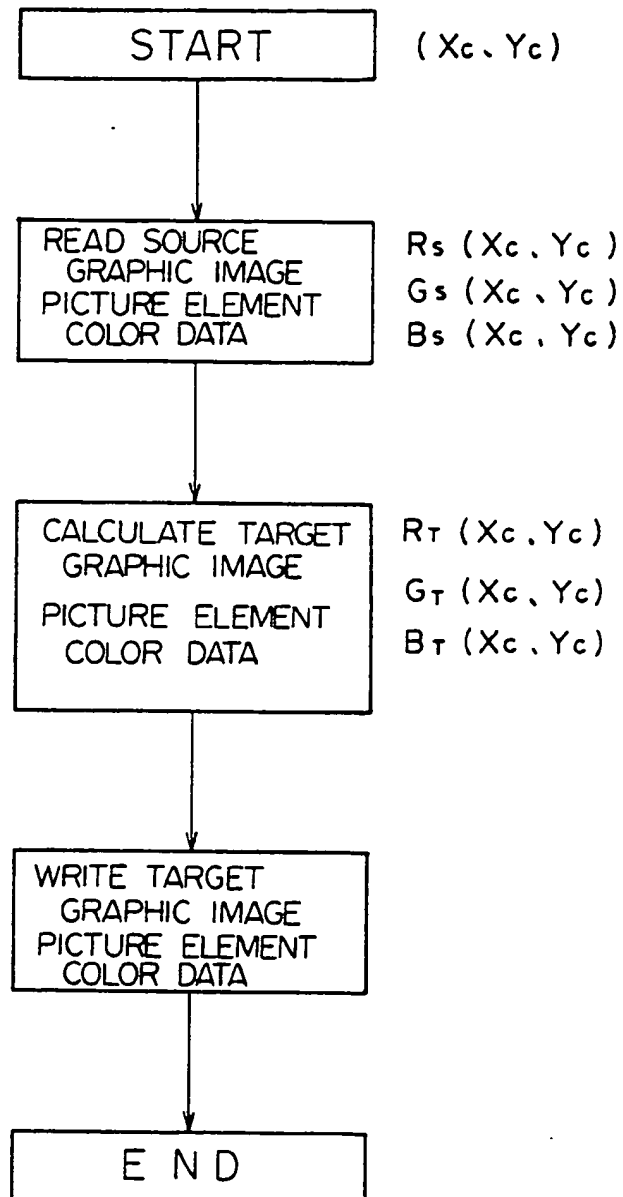 START (Xc、Yc)
READ SOURCE Rs (Xc、Yc)
GRAPHIC IMAGE
PICTURE ELEMENT Gs (Xc、Yc)
COLOR DATA Bs (Xc、Yc)
CALCULATE TARGET RT (Xc、Yc)
GRAPHIC IMAGE
GT (Xc、Yc)
PICTURE ELEMENT
COLOR DATA BT (Xc、Yc)
WRITE TARGET
GRAPHIC IMAGE
PICTURE ELEMENT
COLOR DATA
END